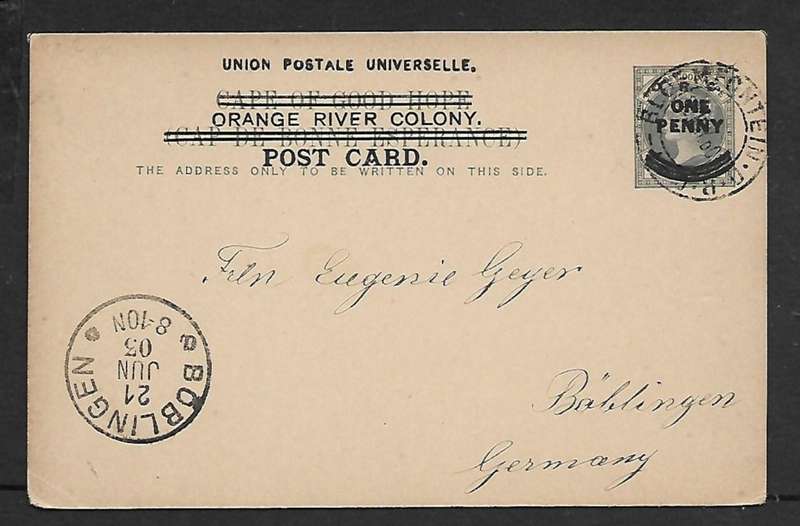 UNION POSTALE UNIVERSELLE.
CAPE OF GOOD HOPE
ORANGE RIVER COLONY.
(CAP DE BONNE ESPERANCE)
POST CARD.
THE ADDRESS ONLY TO BE WRITTEN ON THIS SIDE.
ONE
PENNY
Frln Eugenie Geyer
Böblingen
Germany
BÖBLINGEN
21
JUN
03
8-10N